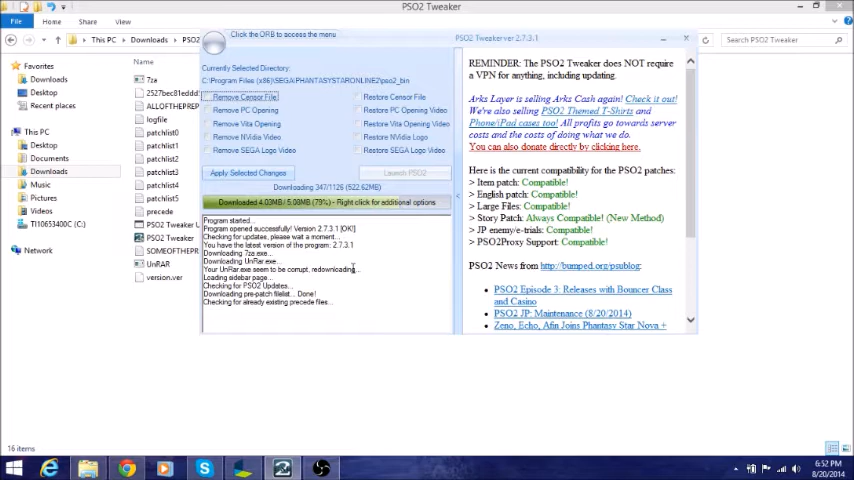 PSO2 Tweaker
File
Home
Share
View
This PC
Downloads
Search PSO2 Tweaker
Favorites
Downloads
Desktop
Recent places
This PC
Desktop
Documents
Downloads
Music
Pictures
Videos
TI10653400C (C:)
Network
Name
7za
ALLOFTHEPREP
logfile
patchlist0
patchlist1
patchlist2
patchlist3
patchlist4
patchlist5
precede
PSO2 Tweaker U
PSO2 Tweaker
SOMEOFTHEPR
UnRAR
version.ver
Click the ORB to access the menu
PSO2 Tweakerver 2.7.3.1
Currently Selected Directory:
C:\Program Files (x86)\SEGA\PHANTASYSTARONLINE2\pso2_bin
Remove Censor File
Restore Censor File
Remove PC Opening
Restore PC Opening Video
Remove Vita Opening
Restore Vita Opening Video
Remove NVidia Video
Restore NVidia Logo
Remove SEGA Logo Video
Restore SEGA Logo Video
Apply Selected Changes
Launch PSO2
Downloading 347/1126 (522.62MB)
Downloaded 4.03MB/ 5.08MB (79%) - Right click for additional options
Program started...
Program opened successfully! Version 2.7.3.1 [OK!]
Checking for updates, please wait a moment...
You have the latest version of the program: 2.7.3.1
Downloading 7za.exe...
Downloading UnRar.exe...
Your UnRar.exe seem to be corrupt, redownloading...
Loading sidebar page...
Checking for PSO2 Updates...
Downloading pre-patch filelist... Done!
Checking for already existing precede files...
REMINDER: The PSO2 Tweaker does NOT require
a VPN for anything, including updating.
Arks Layer is selling Arks Cash again! Check it out!
We're also selling PSO2 Themed T-Shirts and
Phone/iPad cases too! All profits go towards server
costs and the costs of doing what we do.
You can also donate directly by clicking here.
Here is the current compatibility for the PSO2 patches:
> Item patch: Compatible!
> English patch: Compatible!
> Large Files: Compatible!
> Story Patch: Always Compatible! (New Method)
> JP enemy/e-trials: Compatible!
> PSO2Proxy Support: Compatible!
PSO2 News from http://bumped.org/psublog:
PSO2 Episode 3: Releases with Bouncer Class
and Casino
PSO2 JP: Maintenance (8/20/2014)
Zeno, Echo, Afin Joins Phantasy Star Nova +
16 items
6:52 PM
8/20/2014